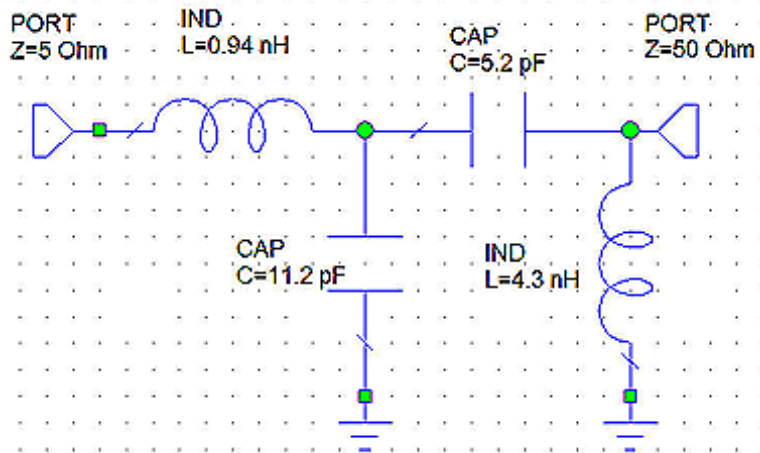 PORT
Z=5 Ohm
IND
L=0.94 nH
CAP
C=5.2 pF
PORT
Z=50 Ohm
CAP
C=11.2 pF
IND
L=4.3 nH